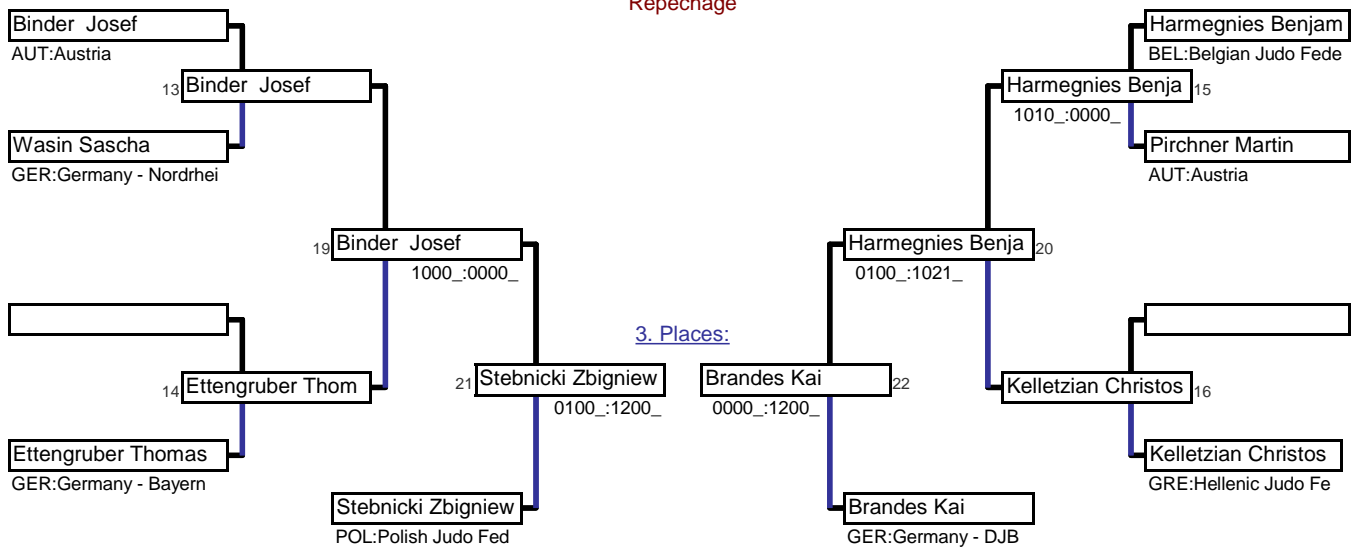 Repechage
Binder Josef
AUT:Austria
Harmegnies Benjam
BEL:Belgian Judo Fede
13 Binder Josef
Harmegnies Benja 15
1010_:0000_
Wasin Sascha
GER:Germany - Nordrhei
Pirchner Martin
AUT:Austria
19 Binder Josef
1000_:0000_
Harmegnies Benja 20
0100_:1021_
3. Places:
14 Ettengruber Thom
21 Stebnicki Zbigniew
0100_:1200_
Brandes Kai 22
0000_:1200_
Kelletzian Christos 16
Ettengruber Thomas
GER:Germany - Bayern
Kelletzian Christos
GRE:Hellenic Judo Fe
Stebnicki Zbigniew
POL:Polish Judo Fed
Brandes Kai
GER:Germany - DJB